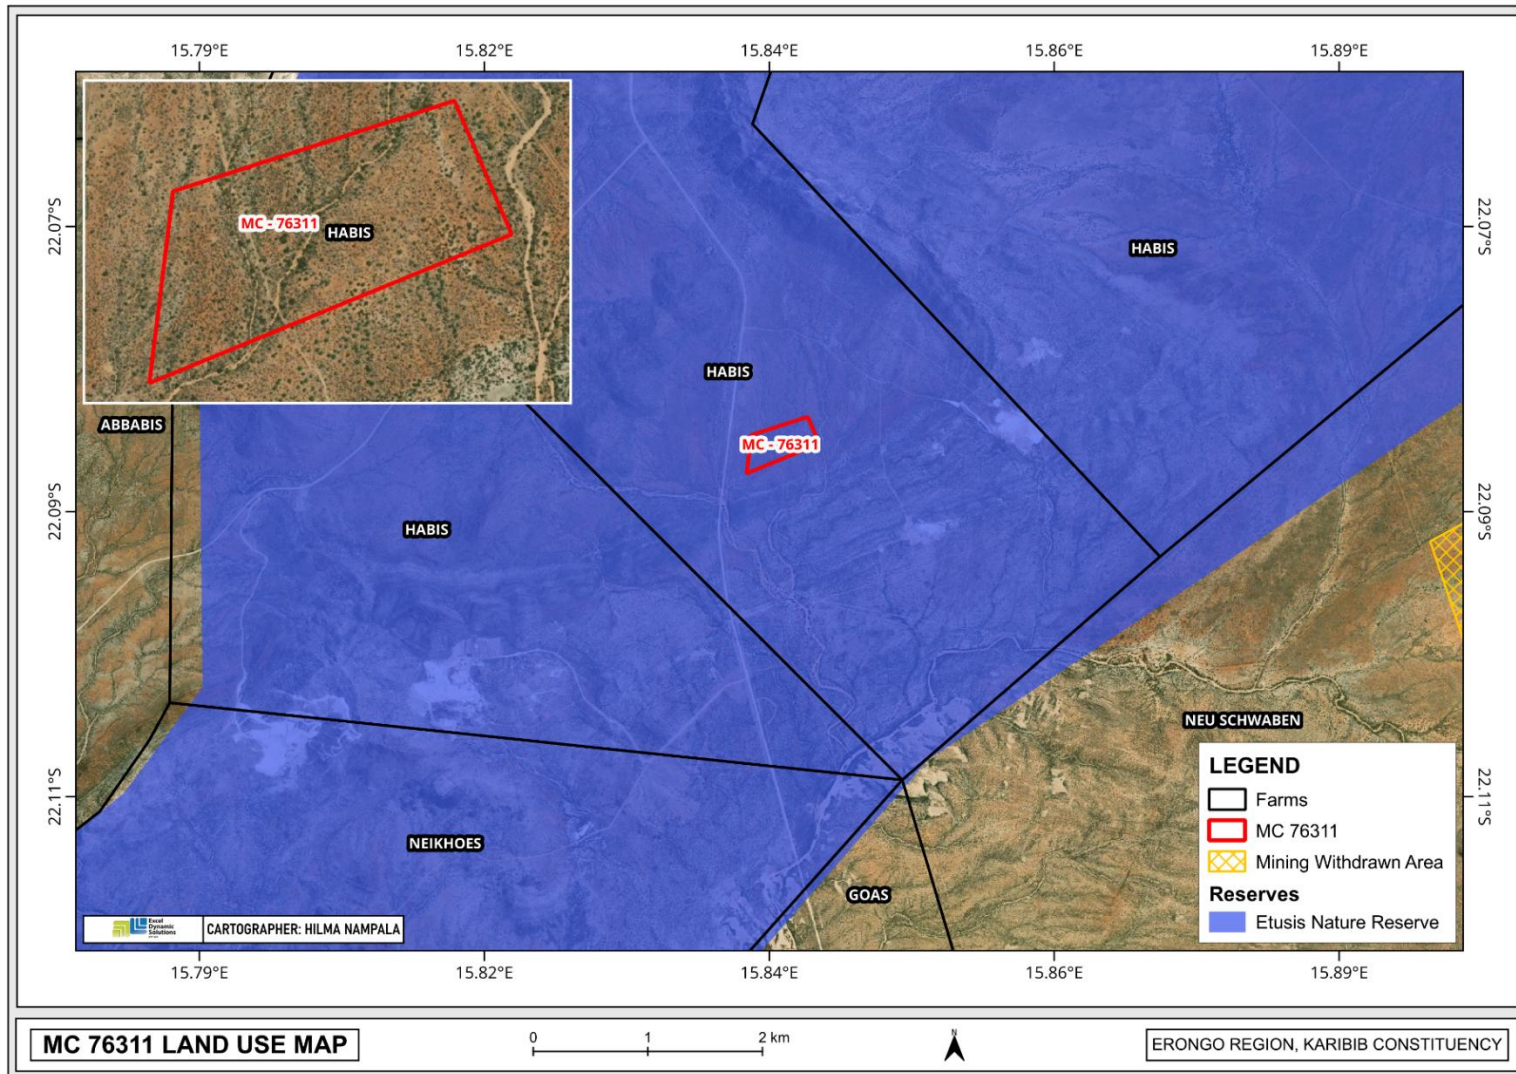 15.79°E
15.82°E
15.84°E
15.86°E
15.89°E
22.07°S
22.07°S
MC - 76311
HABIS
HABIS
HABIS
ABBABIS
MC - 76311
22.09°S
22.09°S
HABIS
NEU SCHWABEN
22.11°S
22.11°S
NEIKHOES
GOAS
LEGEND
Farms
MC 76311
Mining Withdrawn Area
Reserves
Etusis Nature Reserve
Excel
Dynamic
Solutions
CARTOGRAPHER: HILMA NAMPALA
15.79°E
15.82°E
15.84°E
15.86°E
15.89°E
MC 76311 LAND USE MAP
0 1 2 km
N
ERONGO REGION, KARIBIB CONSTITUENCY